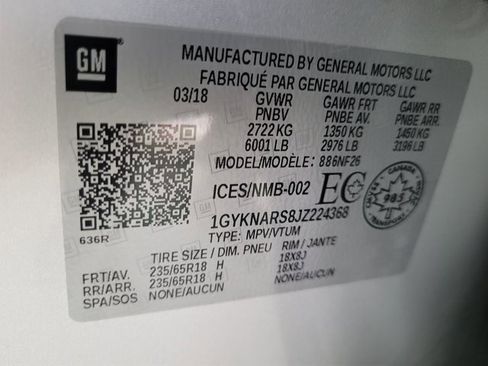 GM
MANUFACTURED BY GENERAL MOTORS LLC
FABRIQUÉ PAR GENERAL MOTORS LLC
03/18 GVWR GAWR FRT GAWR RR
PNBV PNBE AV. PNBE AR
2722 KG 1350 KG 1450 KG
6001 LB 2976 LB 3196 LB
MODEL/MODÈLE: 886NF26
ICES/NMB-002 EC
CANADA
985
1GYKNARS8JZ224368
636R
TYPE: MPV/VTUM
TIRE SIZE / DIM. PNEU RIM / JANTE
FRT/AV. 235/65R18 H 18X8J
RR/ARR. 235/65R18 H 18X8J
SPA/SOS NONE/AUCUN NONE/AUCUN